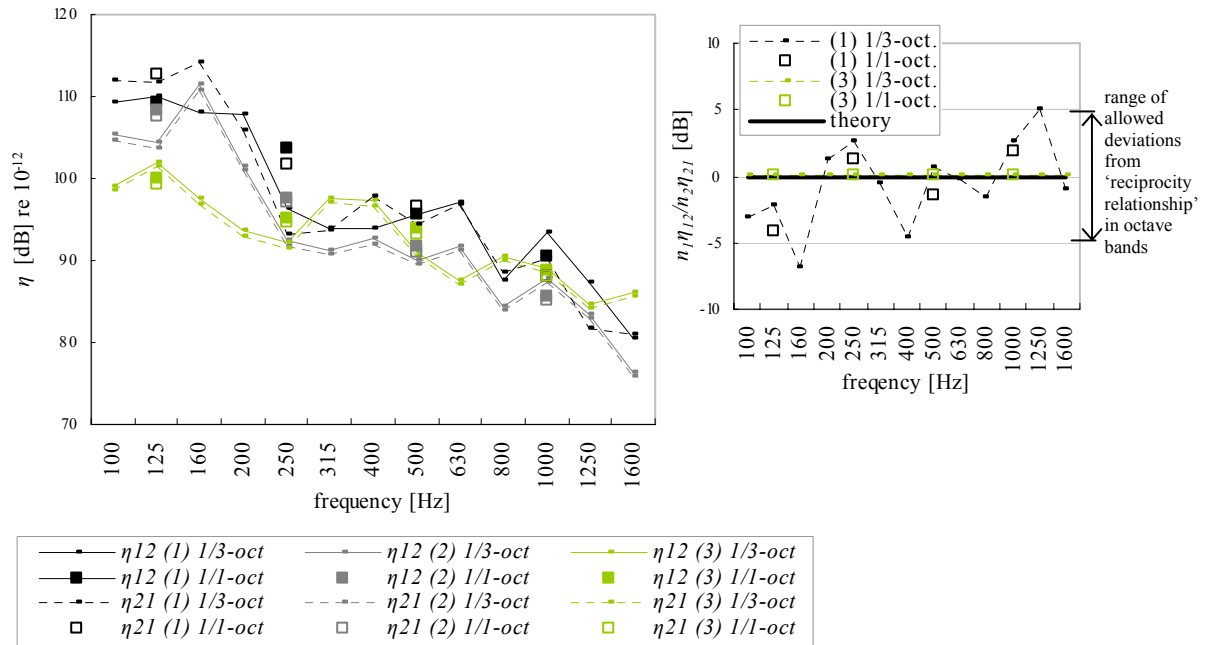 120
110
100
90
80
70
η [dB] re 10-12
100
125
160
200
250
315
400
500
630
800
1000
1250
1600
frequency [Hz]
η12 (1) 1/3-oct
η12 (1) 1/1-oct
η21 (1) 1/3-oct
η21 (1) 1/1-oct
η12 (2) 1/3-oct
η12 (2) 1/1-oct
η21 (2) 1/3-oct
η21 (2) 1/1-oct
η12 (3) 1/3-oct
η12 (3) 1/1-oct
η21 (3) 1/3-oct
η21 (3) 1/1-oct
(1) 1/3-oct.
(1) 1/1-oct.
(3) 1/3-oct.
(3) 1/1-oct.
theory
10
5
0
-5
-10
n1η12/n2η21 [dB]
100
125
160
200
250
315
400
500
630
800
1000
1250
1600
freqency [Hz]
range of
allowed
deviations
from
‘reciprocity
relationship’
in octave
bands